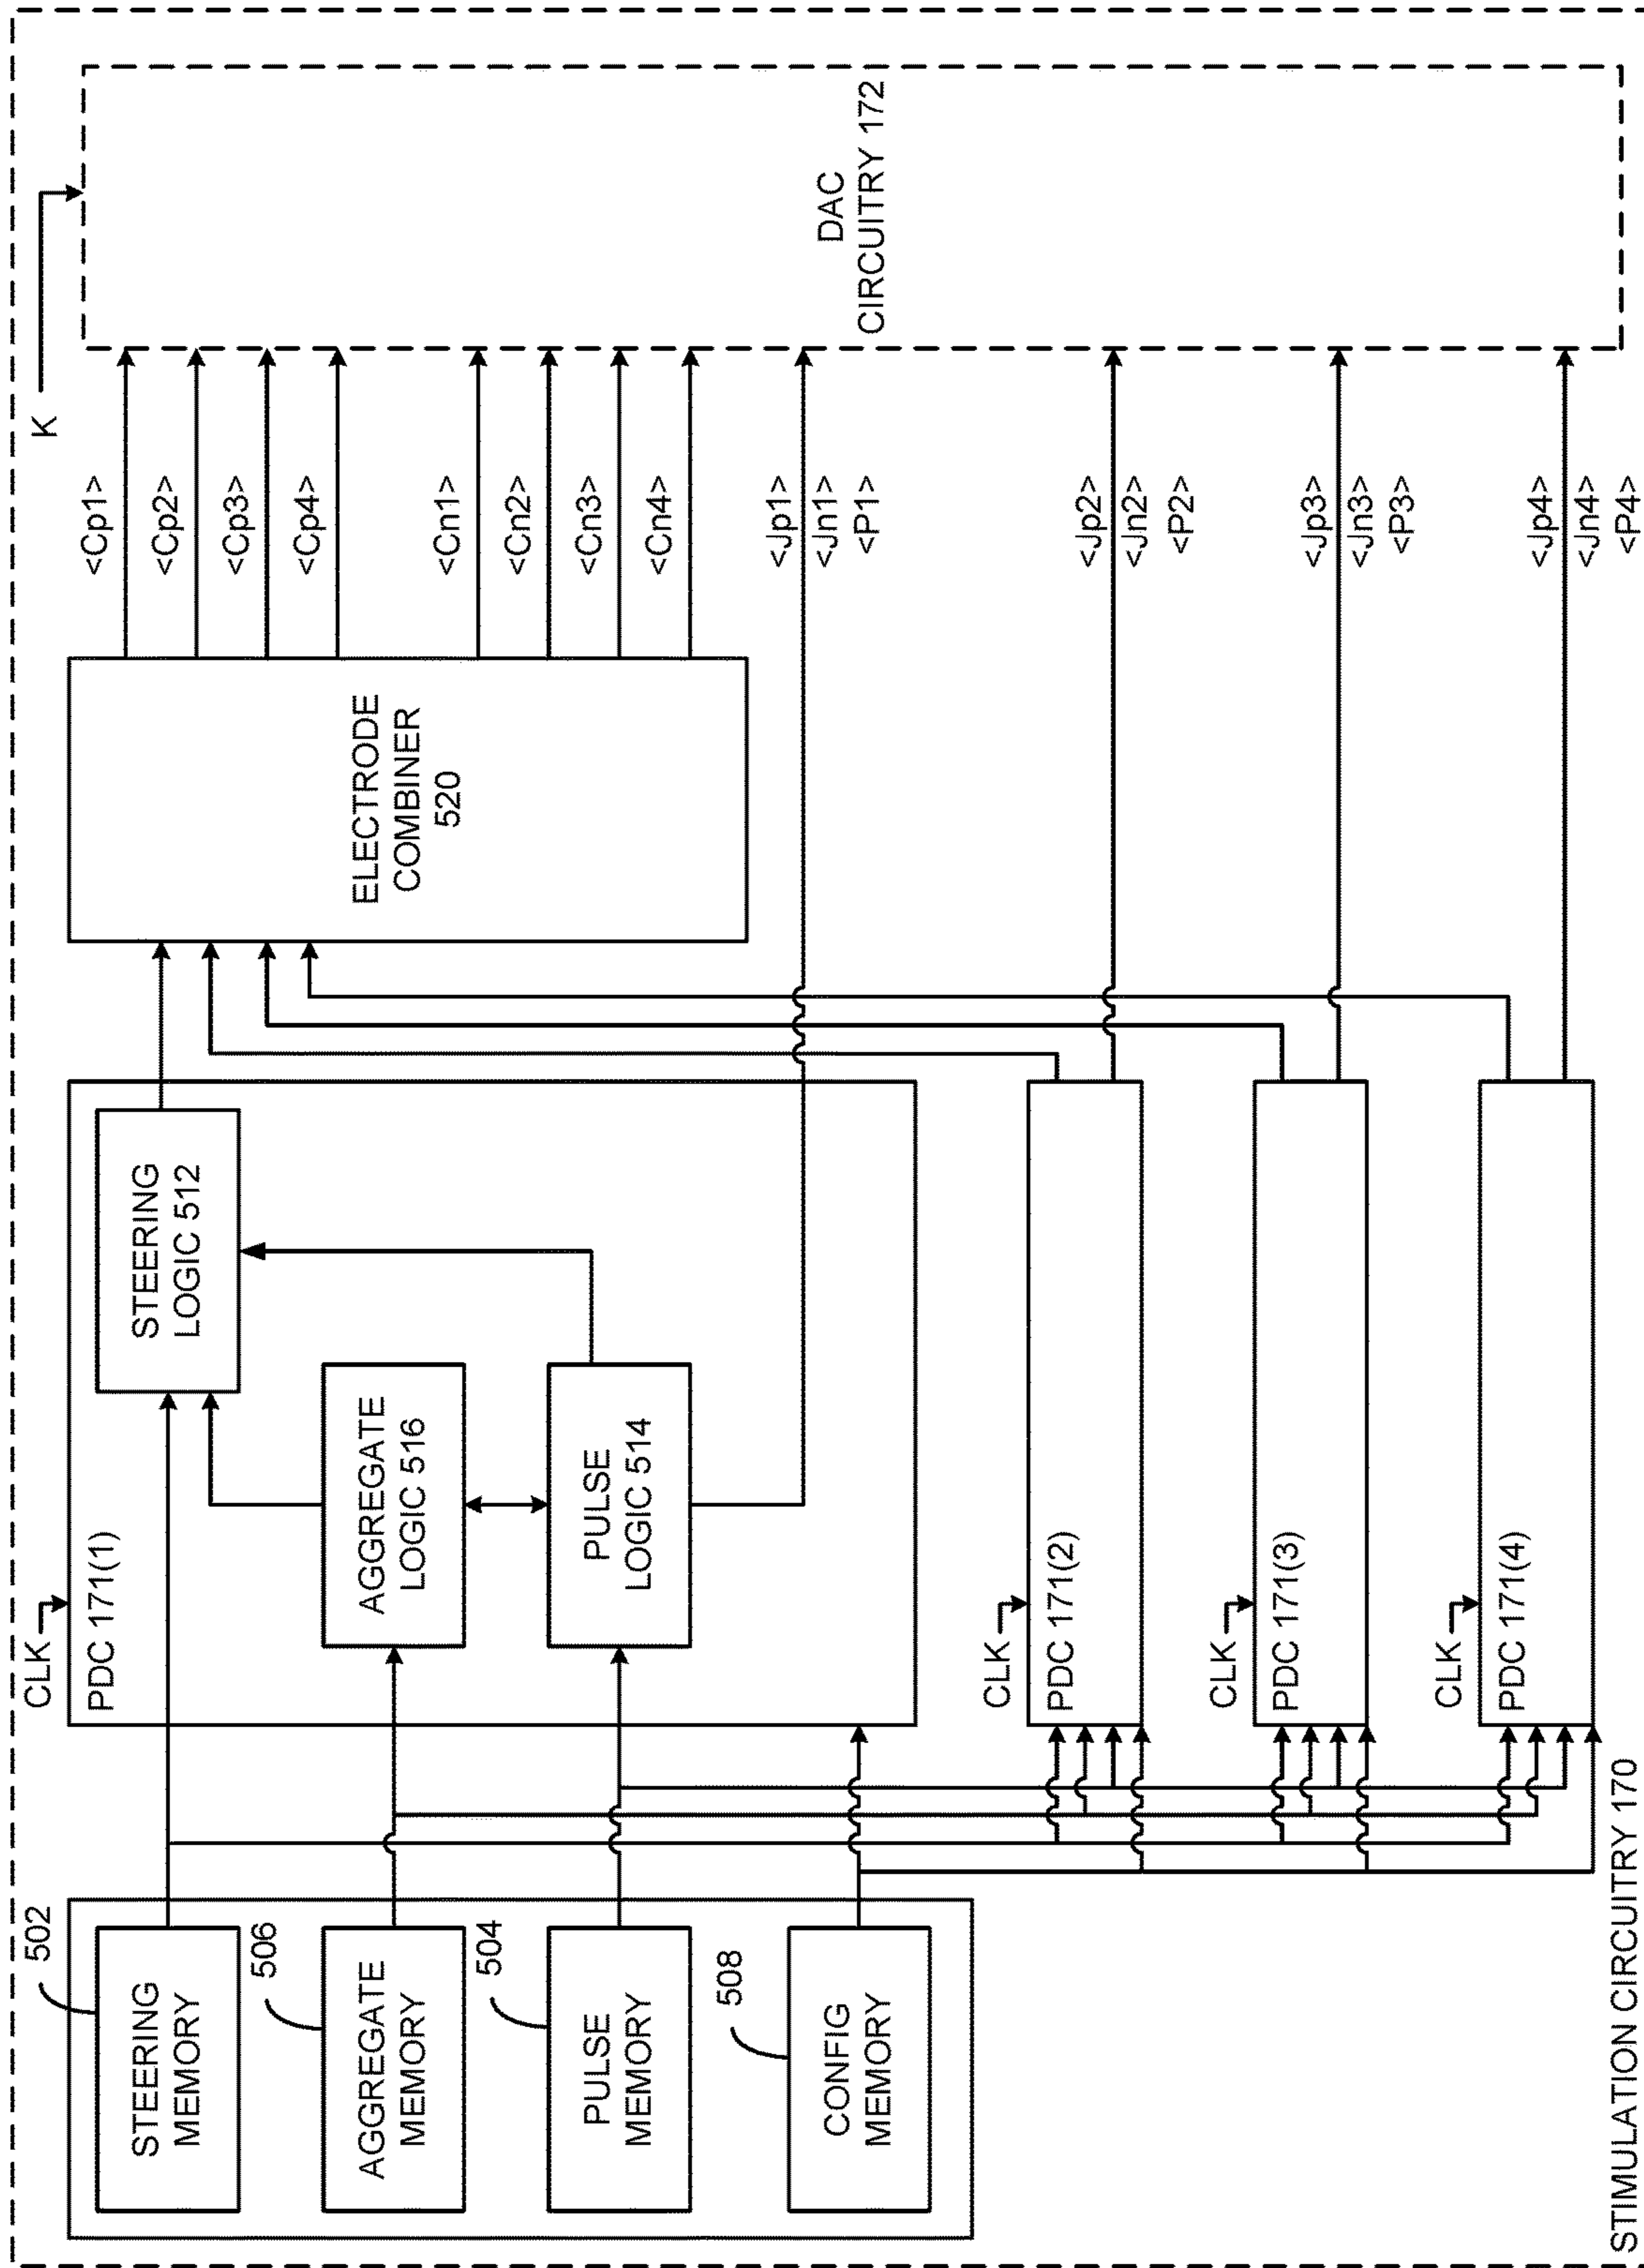 STIMULATION CIRCUITRY 170
502
STEERING
MEMORY
506
AGGREGATE
MEMORY
504
PULSE
MEMORY
508
CONFIG
MEMORY
CLK
PDC 171(1)
STEERING
LOGIC 512
AGGREGATE
LOGIC 516
PULSE
LOGIC 514
CLK
PDC 171(2)
CLK
PDC 171(3)
CLK
PDC 171(4)
ELECTRODE
COMBINER
520
K
<Cp1>
<Cp2>
<Cp3>
<Cp4>
<Cn1>
<Cn2>
<Cn3>
<Cn4>
<Jp1>
<Jn1>
<P1>
<Jp2>
<Jn2>
<P2>
<Jp3>
<Jn3>
<P3>
<Jp4>
<Jn4>
<P4>
DAC
CIRCUITRY 172